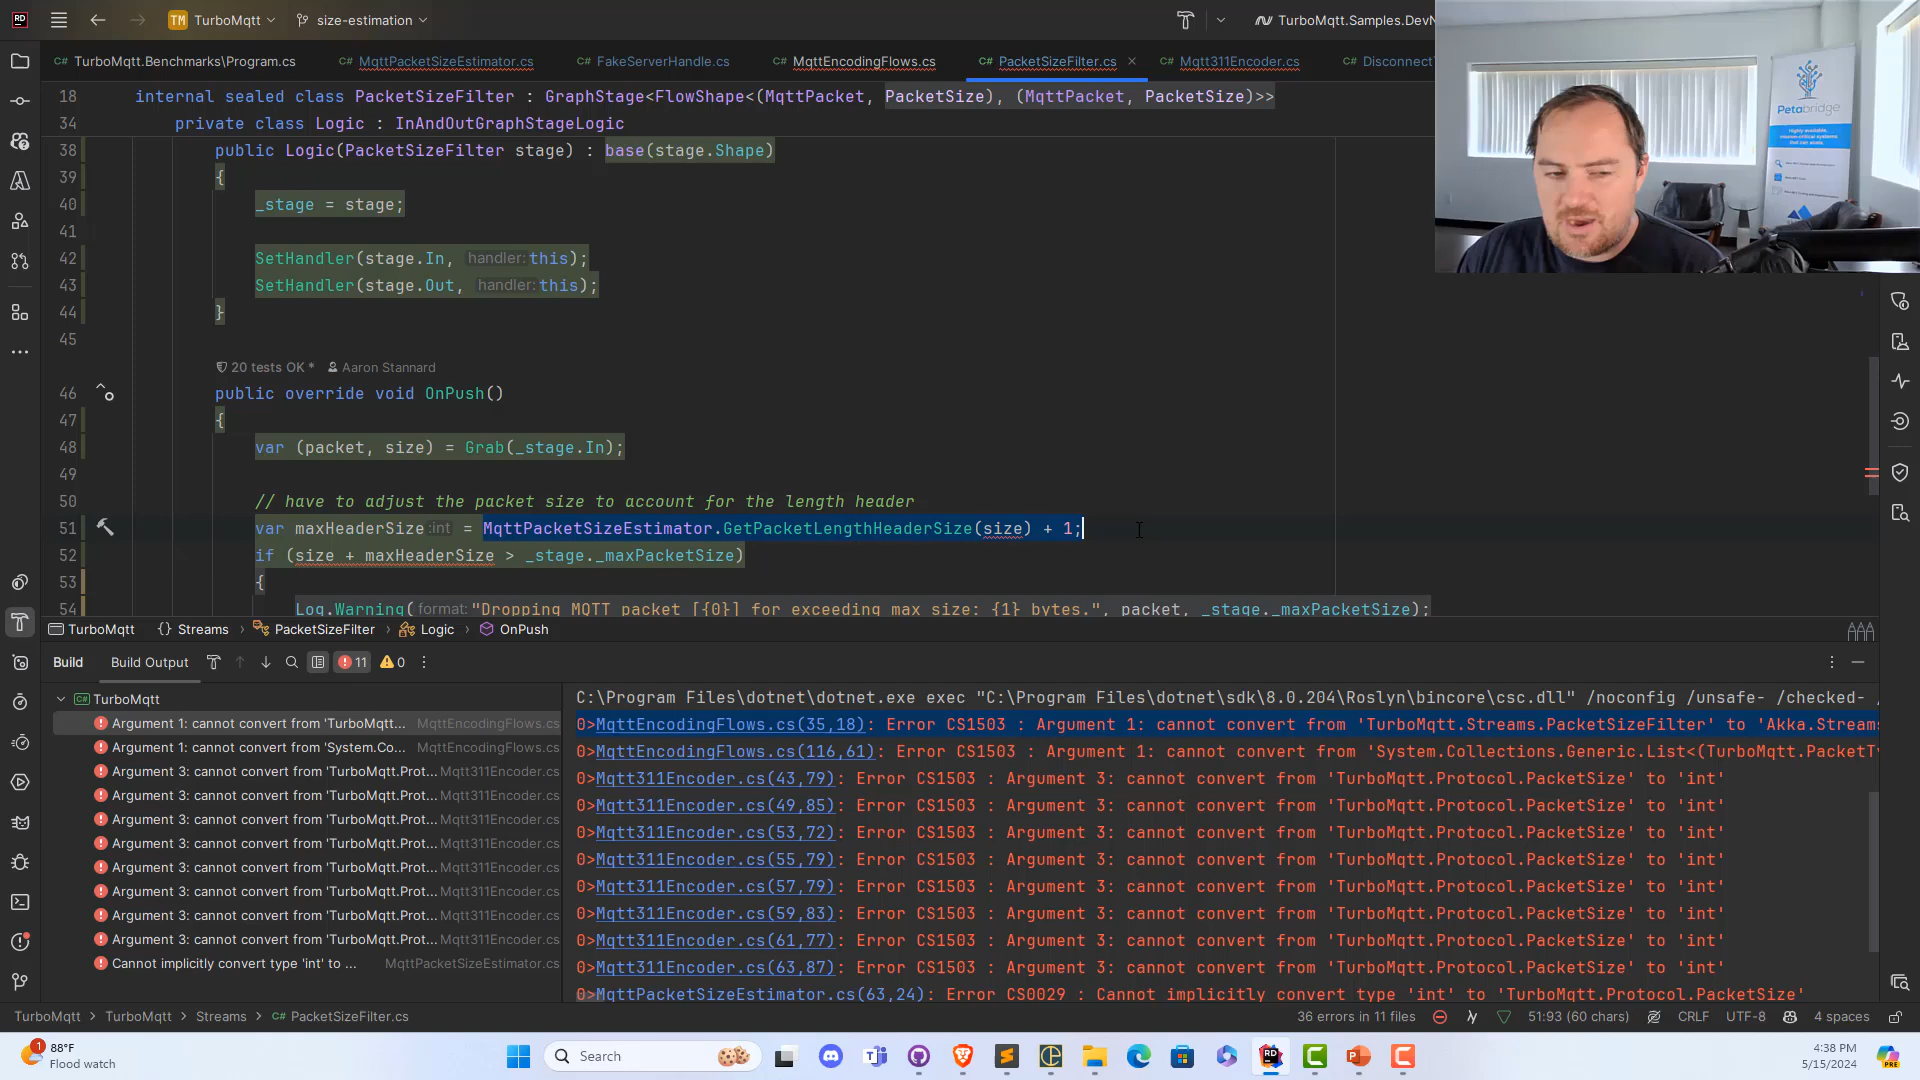 TM TurboMqtt
size-estimation
TurboMqtt.Samples.DevN
C# TurboMqtt.Benchmarks\Program.cs
C# MqttPacketSizeEstimator.cs
C# FakeServerHandle.cs
C# MqttEncodingFlows.cs
C# PacketSizeFilter.cs
C# Mqtt311Encoder.cs
C# Disconnect
18 internal sealed class PacketSizeFilter : GraphStage<FlowShape<(MqttPacket, PacketSize), (MqttPacket, PacketSize)>>
34 private class Logic : InAndOutGraphStageLogic
38 public Logic(PacketSizeFilter stage) : base(stage.Shape)
39 {
40 _stage = stage;
41
42 SetHandler(stage.In, handler: this);
43 SetHandler(stage.Out, handler: this);
44 }
45
20 tests OK * Aaron Stannard
46 public override void OnPush()
47 {
48 var (packet, size) = Grab(_stage.In);
49
50 // have to adjust the packet size to account for the length header
51 var maxHeaderSize :int = MqttPacketSizeEstimator.GetPacketLengthHeaderSize(size) + 1;
52 if (size + maxHeaderSize > _stage._maxPacketSize)
53 {
54 Log.Warning( format: "Dropping MQTT packet [{0}] for exceeding max size: {1} bytes.", packet, _stage._maxPacketSize);
TurboMqtt {} Streams PacketSizeFilter Logic OnPush
Build Build Output 11 0
C# TurboMqtt
Argument 1: cannot convert from 'TurboMqtt... MqttEncodingFlows.cs
Argument 1: cannot convert from 'System.Co... MqttEncodingFlows.cs
Argument 3: cannot convert from 'TurboMqtt.Prot... Mqtt311Encoder.cs
Argument 3: cannot convert from 'TurboMqtt.Prot... Mqtt311Encoder.cs
Argument 3: cannot convert from 'TurboMqtt.Prot... Mqtt311Encoder.cs
Argument 3: cannot convert from 'TurboMqtt.Prot... Mqtt311Encoder.cs
Argument 3: cannot convert from 'TurboMqtt.Prot... Mqtt311Encoder.cs
Argument 3: cannot convert from 'TurboMqtt.Prot... Mqtt311Encoder.cs
Argument 3: cannot convert from 'TurboMqtt.Prot... Mqtt311Encoder.cs
Argument 3: cannot convert from 'TurboMqtt.Prot... Mqtt311Encoder.cs
Cannot implicitly convert type 'int' to ... MqttPacketSizeEstimator.cs
C:\Program Files\dotnet\dotnet.exe exec "C:\Program Files\dotnet\sdk\8.0.204\Roslyn\bincore\csc.dll" /noconfig /unsafe- /checked-
0>MqttEncodingFlows.cs(35,18): Error CS1503 : Argument 1: cannot convert from 'TurboMqtt.Streams.PacketSizeFilter' to 'Akka.Streams
0>MqttEncodingFlows.cs(116,61): Error CS1503 : Argument 1: cannot convert from 'System.Collections.Generic.List<(TurboMqtt.PacketTy
0>Mqtt311Encoder.cs(43,79): Error CS1503 : Argument 3: cannot convert from 'TurboMqtt.Protocol.PacketSize' to 'int'
0>Mqtt311Encoder.cs(49,85): Error CS1503 : Argument 3: cannot convert from 'TurboMqtt.Protocol.PacketSize' to 'int'
0>Mqtt311Encoder.cs(53,72): Error CS1503 : Argument 3: cannot convert from 'TurboMqtt.Protocol.PacketSize' to 'int'
0>Mqtt311Encoder.cs(55,79): Error CS1503 : Argument 3: cannot convert from 'TurboMqtt.Protocol.PacketSize' to 'int'
0>Mqtt311Encoder.cs(57,79): Error CS1503 : Argument 3: cannot convert from 'TurboMqtt.Protocol.PacketSize' to 'int'
0>Mqtt311Encoder.cs(59,83): Error CS1503 : Argument 3: cannot convert from 'TurboMqtt.Protocol.PacketSize' to 'int'
0>Mqtt311Encoder.cs(61,77): Error CS1503 : Argument 3: cannot convert from 'TurboMqtt.Protocol.PacketSize' to 'int'
0>Mqtt311Encoder.cs(63,87): Error CS1503 : Argument 3: cannot convert from 'TurboMqtt.Protocol.PacketSize' to 'int'
0>MqttPacketSizeEstimator.cs(63,24): Error CS0029 : Cannot implicitly convert type 'int' to 'TurboMqtt.Protocol.PacketSize'
TurboMqtt > TurboMqtt > Streams > C# PacketSizeFilter.cs
36 errors in 11 files 51:93 (60 chars) CRLF UTF-8 4 spaces
Petabridge
1
88°F
Flood watch
Search
4:38 PM
5/15/2024